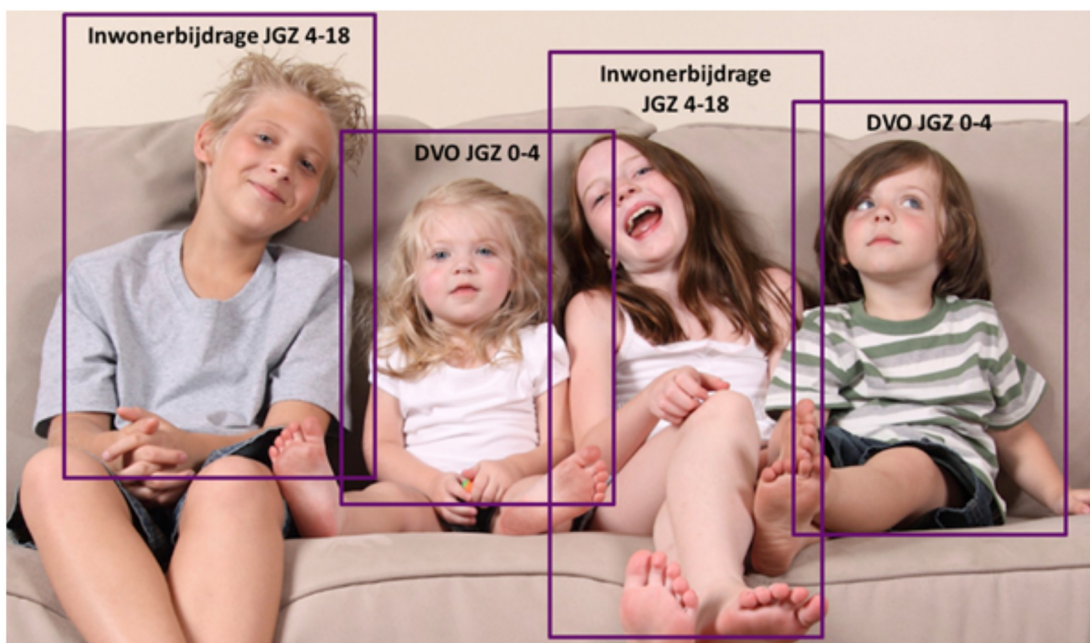 Inwonerbijdrage JGZ 4-18
DVO JGZ 0-4
Inwonerbijdrage
JGZ 4-18
DVO JGZ 0-4